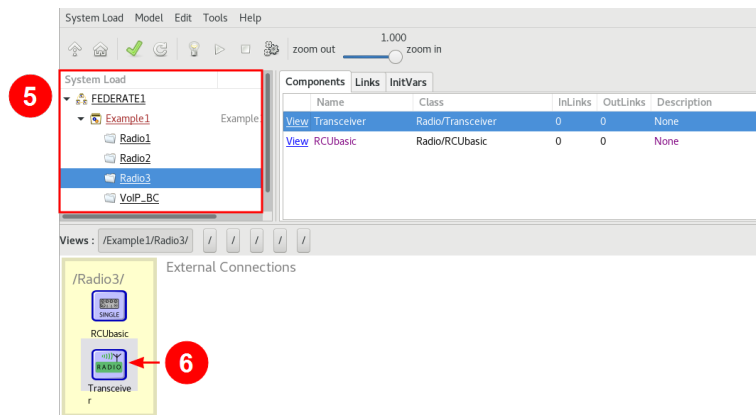 System Load Model Edit Tools Help
zoom out 1.000 zoom in
System Load
FEDERATE1
Example1 Example
Radio1
Radio2
Radio3
VoIP_BC
5
Components Links InitVars
Name Class InLinks OutLinks Description
View Transceiver Radio/Transceiver 0 0 None
View RCUbasic Radio/RCUbasic 0 0 None
Views : /Example1/Radio3/ / / / / /
/Radio3/
External Connections
SINGLE
RCUbasic
RADIO
Transceive
r
6